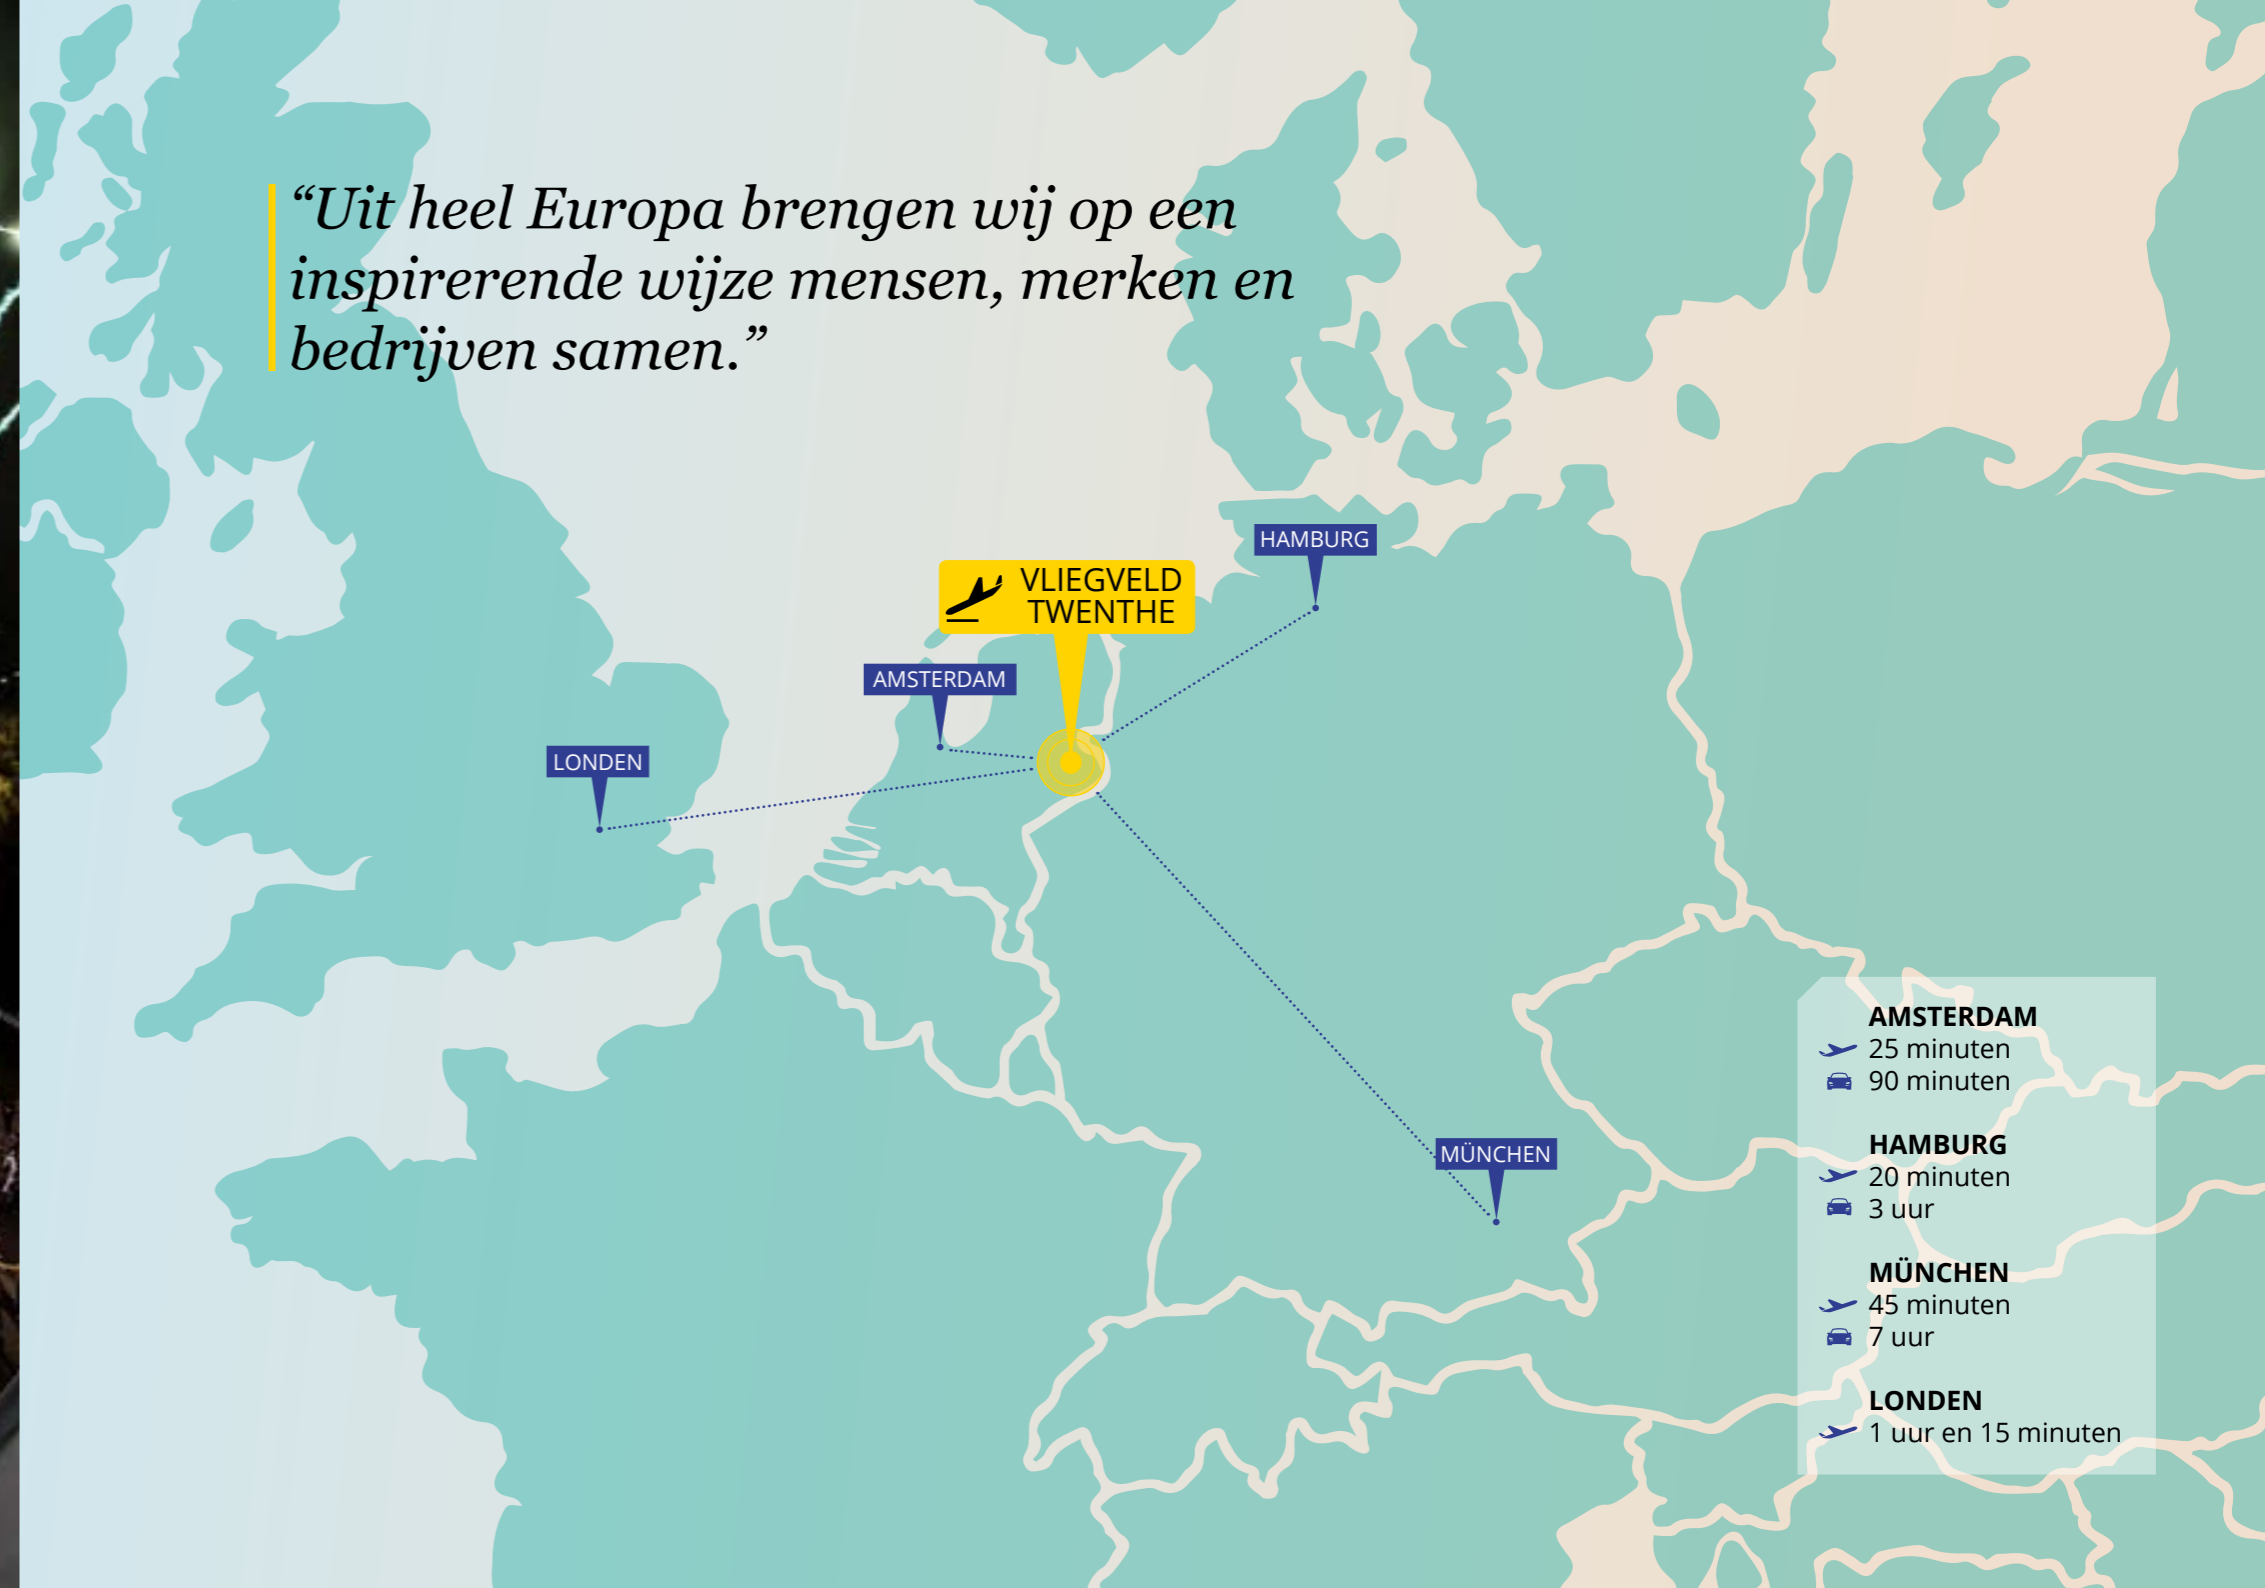 “Uit heel Europa brengen wij op een
inspirerende wijze mensen, merken en
bedrijven samen.”
HAMBURG
VLIEGVELD
TWENTHE
AMSTERDAM
LONDEN
MÜNCHEN
AMSTERDAM
25 minuten
90 minuten
HAMBURG
20 minuten
3 uur
MÜNCHEN
45 minuten
7 uur
LONDEN
1 uur en 15 minuten